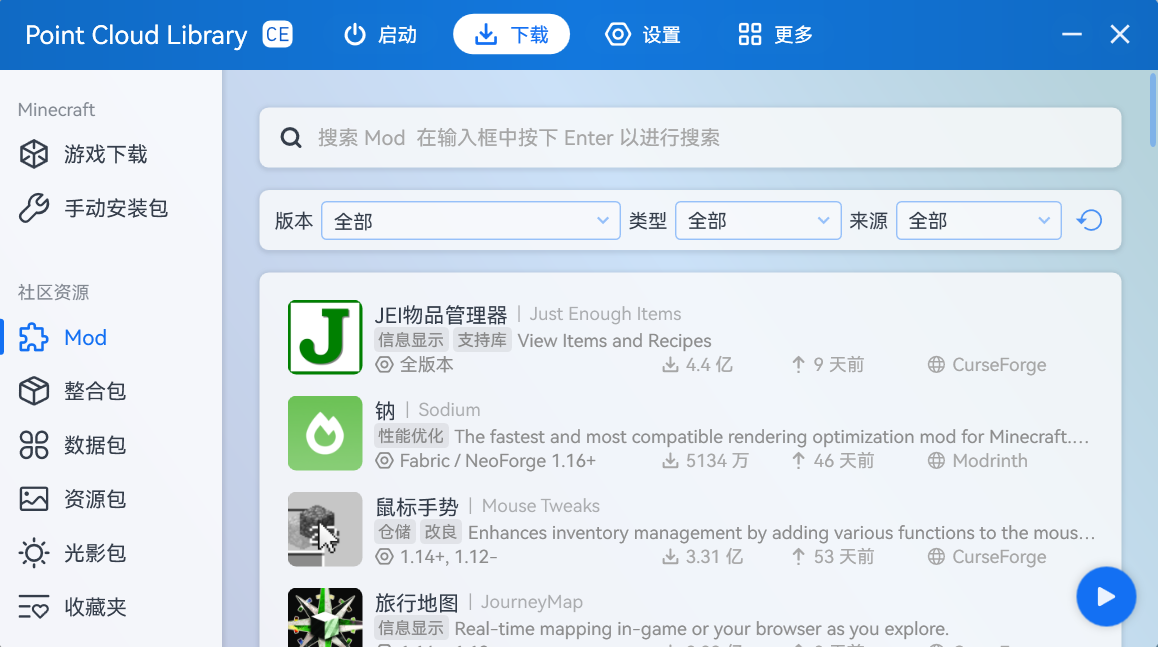 Point Cloud Library CE 启动 下载 设置 更多
Minecraft
游戏下载
手动安装包
社区资源
Mod
整合包
数据包
资源包
光影包
收藏夹
搜索 Mod 在输入框中按下 Enter 以进行搜索
版本 全部 类型 全部 来源 全部
JEI物品管理器 | Just Enough Items
信息显示 支持库 View Items and Recipes
全版本 4.4 亿 9 天前 CurseForge
钠 | Sodium
性能优化 The fastest and most compatible rendering optimization mod for Minecraft....
Fabric / NeoForge 1.16+ 5134 万 46 天前 Modrinth
鼠标手势 | Mouse Tweaks
仓储 改良 Enhances inventory management by adding various functions to the mous...
1.14+, 1.12- 3.31 亿 53 天前 CurseForge
旅行地图 | JourneyMap
信息显示 Real-time mapping in-game or your browser as you explore.